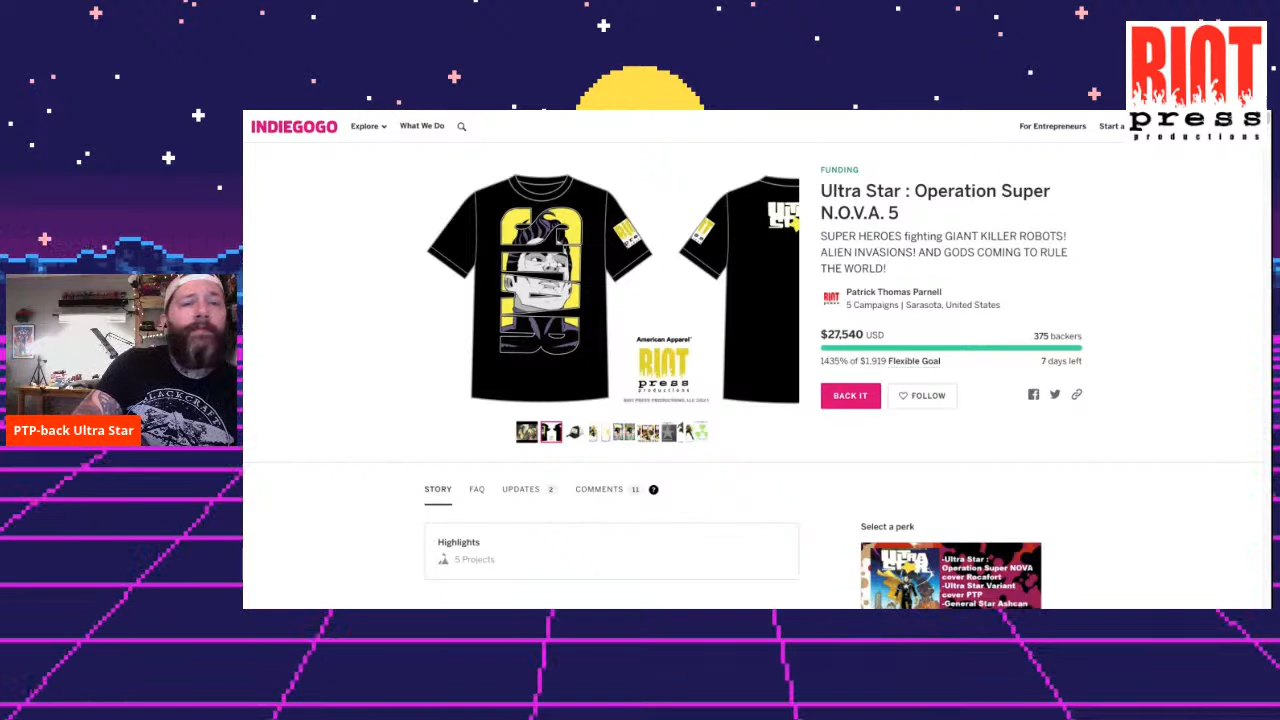 RIOT
press
productions
INDIEGOGO
Explore
What We Do
For Entrepreneurs
Start a
FUNDING
Ultra Star : Operation Super
N.O.V.A. 5
SUPER HEROES fighting GIANT KILLER ROBOTS!
ALIEN INVASIONS! AND GODS COMING TO RULE
THE WORLD!
Patrick Thomas Parnell
5 Campaigns | Sarasota, United States
$27,540 USD
375 backers
1435% of $1,919 Flexible Goal
7 days left
BACK IT
FOLLOW
American Apparel
RIOT
press
productions
PTP-back Ultra Star
STORY
FAQ
UPDATES 2
COMMENTS 11
?
Highlights
5 Projects
Select a perk
ULTRA
STAR
-Ultra Star :
Operation Super NOVA
cover Rocafort
-Ultra Star Variant
cover PTP
-General Star Ashcan